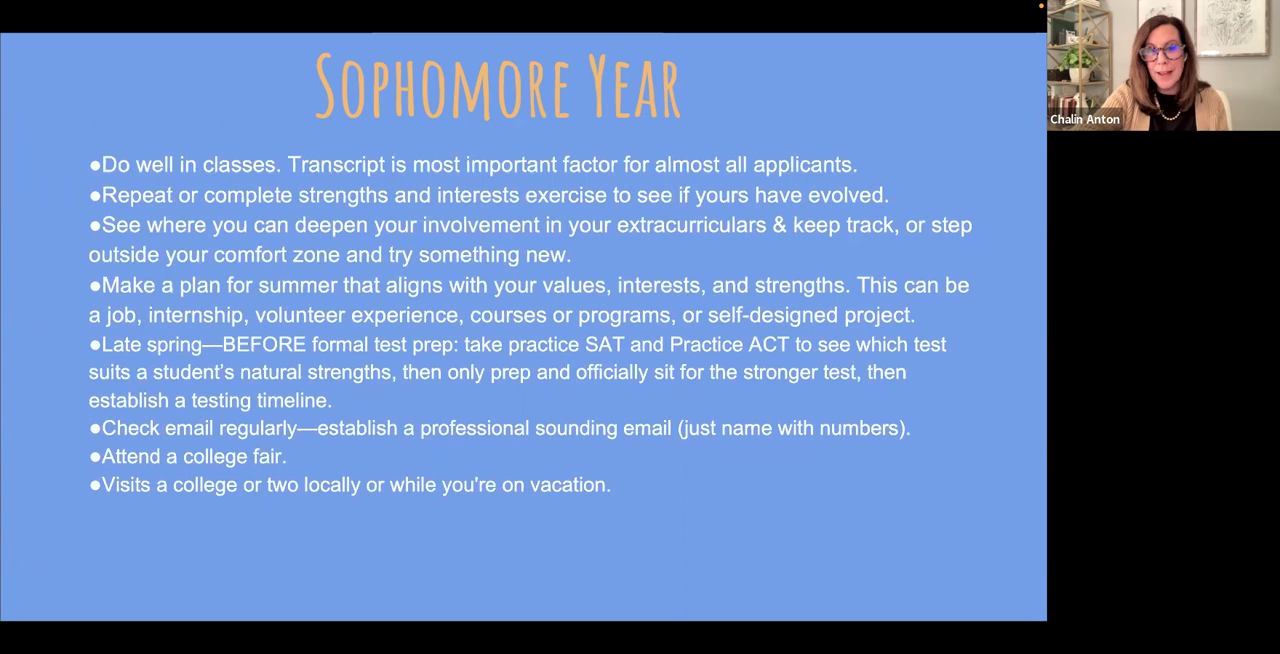 Sophomore Year
●Do well in classes. Transcript is most important factor for almost all applicants.
●Repeat or complete strengths and interests exercise to see if yours have evolved.
●See where you can deepen your involvement in your extracurriculars & keep track, or step
outside your comfort zone and try something new.
●Make a plan for summer that aligns with your values, interests, and strengths. This can be
a job, internship, volunteer experience, courses or programs, or self-designed project.
●Late spring—BEFORE formal test prep: take practice SAT and Practice ACT to see which test
suits a student’s natural strengths, then only prep and officially sit for the stronger test, then
establish a testing timeline.
●Check email regularly—establish a professional sounding email (just name with numbers).
●Attend a college fair.
●Visits a college or two locally or while you're on vacation.
Chalin Anton